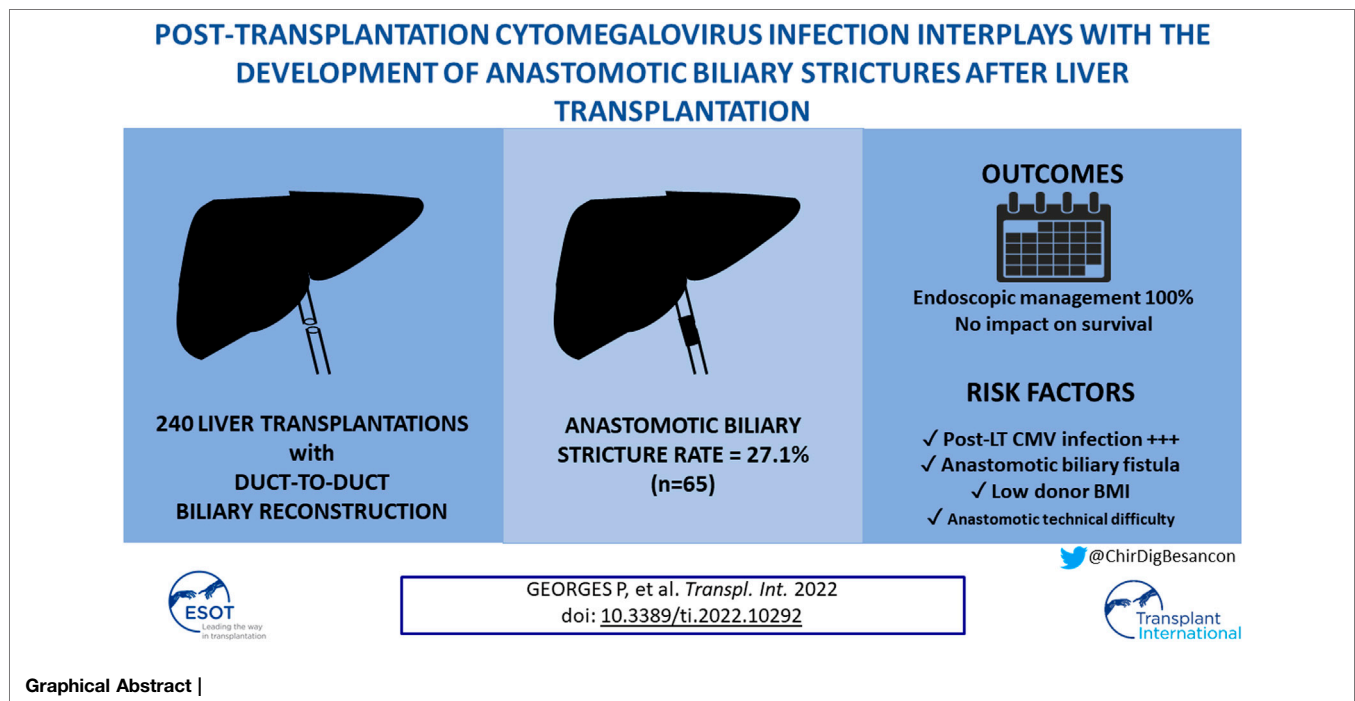 POST-TRANSPLANTATION CYTOMEGALOVIRUS INFECTION INTERPLAYS WITH THE
DEVELOPMENT OF ANASTOMOTIC BILIARY STRICTURES AFTER LIVER
TRANSPLANTATION
240 LIVER TRANSPLANTATIONS
with
DUCT-TO-DUCT
BILIARY RECONSTRUCTION
ANASTOMOTIC BILIARY
STRICTURE RATE = 27.1%
(n=65)
OUTCOMES
Endoscopic management 100%
No impact on survival
RISK FACTORS
✓ Post-LT CMV infection +++
✓ Anastomotic biliary fistula
✓ Low donor BMI
✓ Anastomotic technical difficulty
@ChirDigBesancon
ESOT
Leading the way
in transplantation
GEORGES P, et al. Transpl. Int. 2022
doi: 10.3389/ti.2022.10292
Transplant
International
Graphical Abstract |